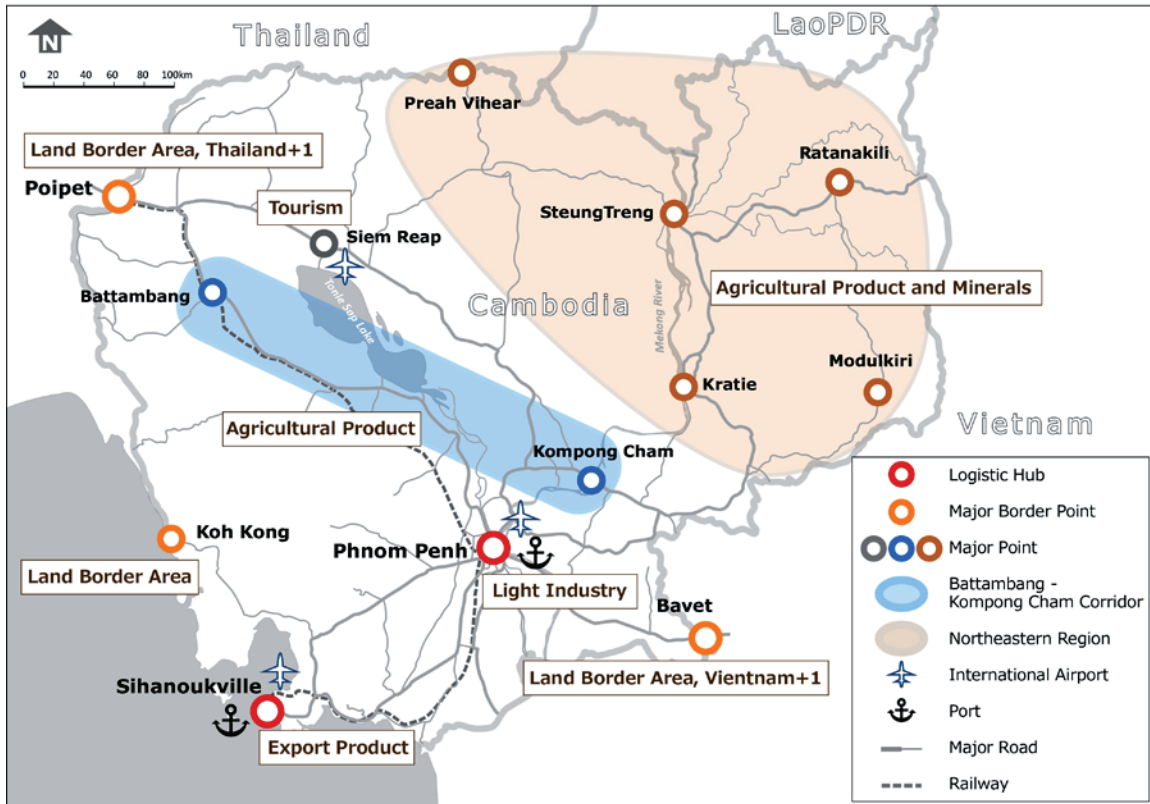 Thailand
LaoPDR
N
0 20 40 60 80 100km
Preah Vihear
Land Border Area, Thailand+1
Ratanakili
Poipet
Tourism
SteungTreng
Siem Reap
Battambang
Tonle Sap Lake
Cambodia
Mekong River
Agricultural Product and Minerals
Modulkiri
Kratie
Agricultural Product
Vietnam
Kompong Cham
Koh Kong
Phnom Penh
Land Border Area
Light Industry
Bavet
Land Border Area, Vientnam+1
Sihanoukville
Export Product
Logistic Hub
Major Border Point
Major Point
Battambang -
Kompong Cham Corridor
Northeastern Region
International Airport
Port
Major Road
Railway